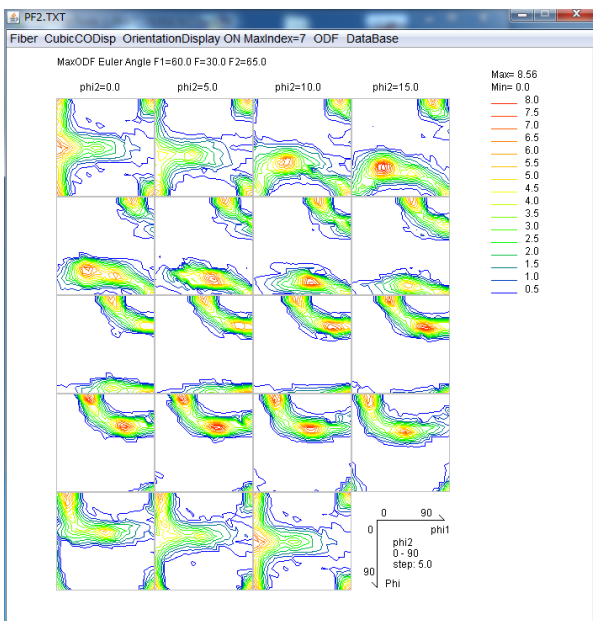 PF2.TXT
Fiber CubicCODisp OrientationDisplay ON MaxIndex=7 ODF DataBase
MaxODF Euler Angle F1=60.0 F=30.0 F2=65.0
Max= 8.56
Min= 0.0
phi2=0.0 phi2=5.0 phi2=10.0 phi2=15.0
8.0
7.5
7.0
6.5
6.0
5.5
5.0
4.5
4.0
3.5
3.0
2.5
2.0
1.5
1.0
0.5
0 90
0 phi1
phi2
0 - 90
step: 5.0
90
Phi